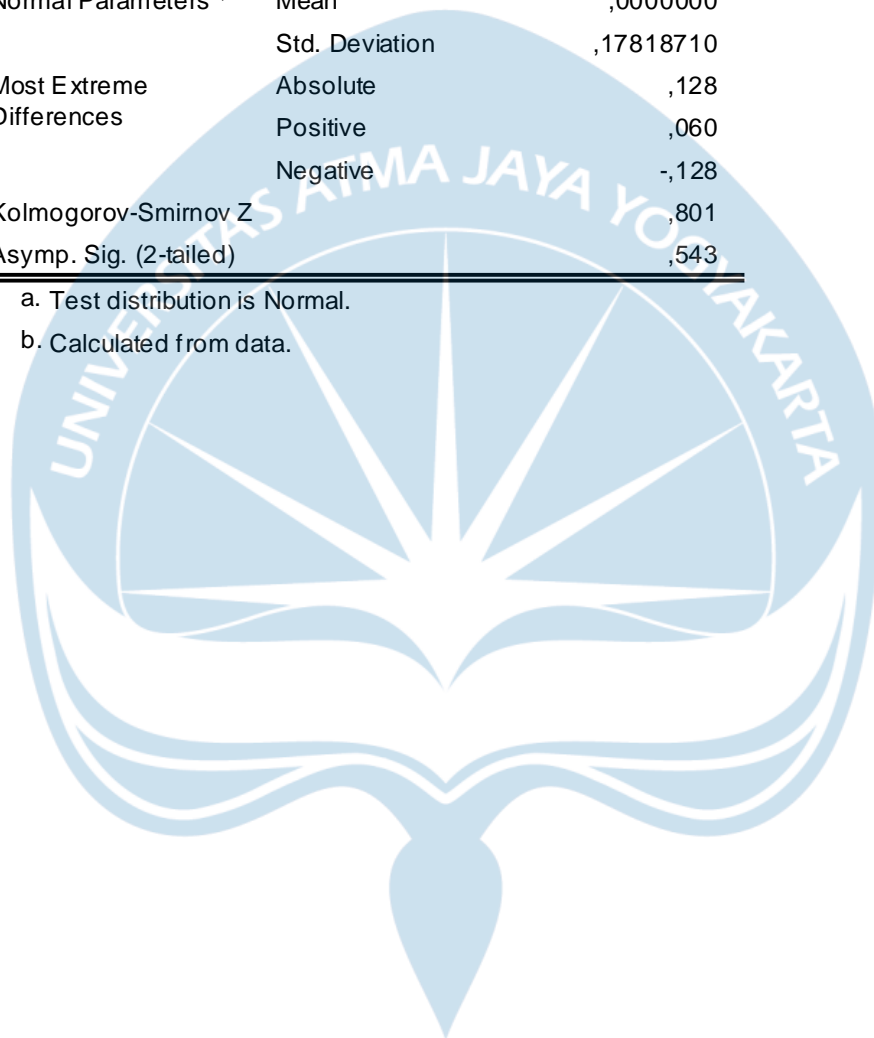 Normal Parameters Mean ,0000000
Std. Deviation ,17818710
Most Extreme Differences Absolute ,128
Positive ,060
Negative -,128
Kolmogorov-Smirnov Z ,801
Asymp. Sig. (2-tailed) ,543
a. Test distribution is Normal.
b. Calculated from data.
UNIVERSITAS ATMA JAYA YOGYAKARTA